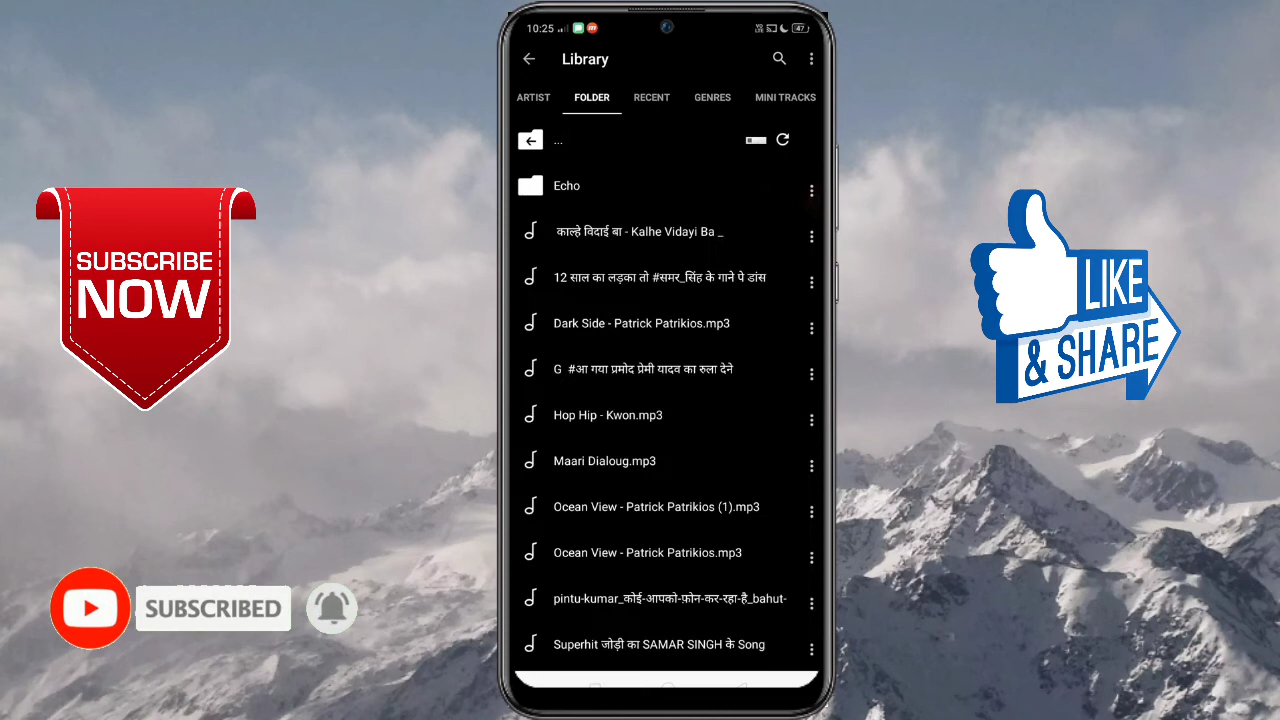 10:25
47
Library
ARTIST FOLDER RECENT GENRES MINI TRACKS
...
Echo
काल्हे विदाई बा - Kalhe Vidayi Ba _
12 साल का लड़का तो #समर_सिंह के गाने पे डांस
Dark Side - Patrick Patrikios.mp3
G #आ गया प्रमोद प्रेमी यादव का रुला देने
Hop Hip - Kwon.mp3
Maari Dialoug.mp3
Ocean View - Patrick Patrikios (1).mp3
Ocean View - Patrick Patrikios.mp3
pintu-kumar_कोई-आपको-फ़ोन-कर-रहा-है_bahut-
Superhit जोड़ी का SAMAR SINGH के Song
SUBSCRIBE
NOW
SUBSCRIBED
LIKE
& SHARE